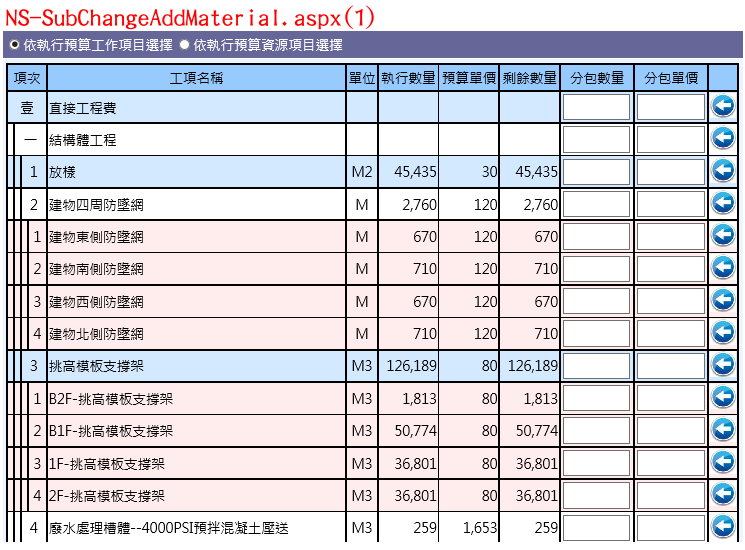 NS-SubChangeAddMaterial.aspx(1)
依執行預算工作項目選擇 依執行預算資源項目選擇
項次 工項名稱 單位 執行數量 預算單價 剩餘數量 分包數量 分包單價
壹 直接工程費
一 結構體工程
1 放樣 M2 45,435 30 45,435
2 建物四周防墜網 M 2,760 120 2,760
1 建物東側防墜網 M 670 120 670
2 建物南側防墜網 M 710 120 710
3 建物西側防墜網 M 670 120 670
4 建物北側防墜網 M 710 120 710
3 挑高模板支撐架 M3 126,189 80 126,189
1 B2F-挑高模板支撐架 M3 1,813 80 1,813
2 B1F-挑高模板支撐架 M3 50,774 80 50,774
3 1F-挑高模板支撐架 M3 36,801 80 36,801
4 2F-挑高模板支撐架 M3 36,801 80 36,801
4 廢水處理槽體--4000PSI預拌混凝土壓送 M3 259 1,653 259